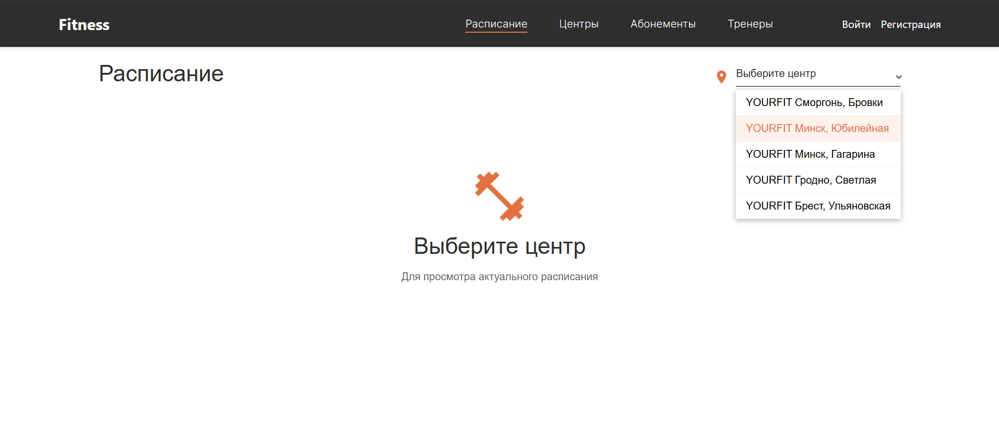 Fitness
Расписание Центры Абонементы Тренеры
Войти Регистрация
Расписание
Выберите центр
YOURFIT Сморгонь, Бровки
YOURFIT Минск, Юбилейная
YOURFIT Минск, Гагарина
YOURFIT Гродно, Светлая
YOURFIT Брест, Ульяновская
Выберите центр
Для просмотра актуального расписания